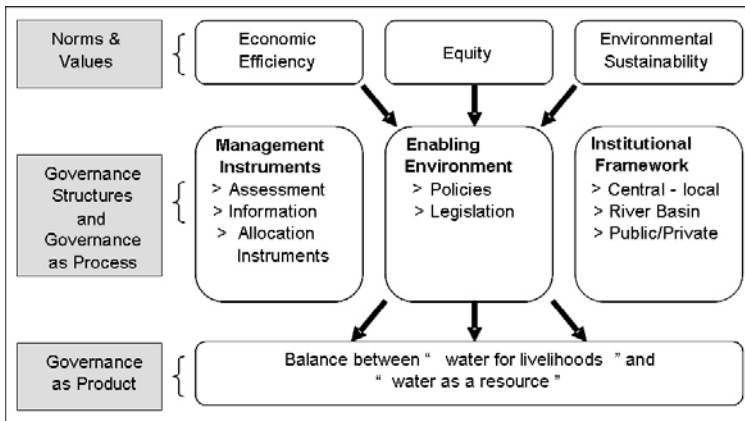 Norms &
Values
Economic
Efficiency
Equity
Environmental
Sustainability
Governance
Structures
and
Governance
as Process
Management
Instruments
> Assessment
> Information
> Allocation
Instruments
Enabling
Environment
> Policies
> Legislation
Institutional
Framework
> Central - local
> River Basin
> Public/Private
Governance
as Product
Balance between “ water for livelihoods ” and
“ water as a resource ”